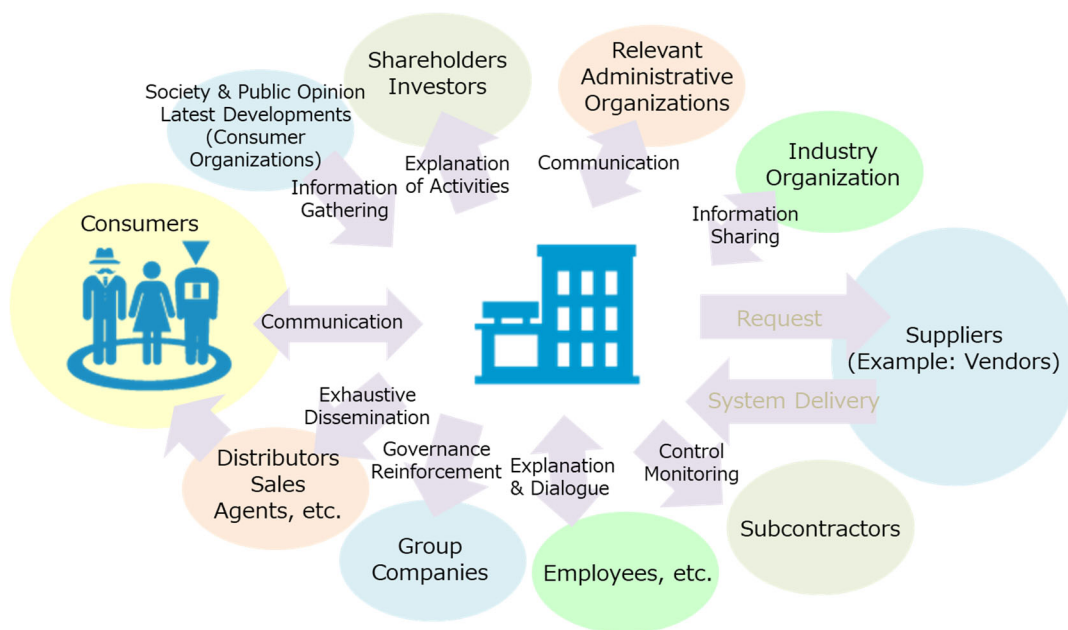 Shareholders
Investors
Relevant
Administrative
Organizations
Society & Public Opinion
Latest Developments
(Consumer
Organizations)
Explanation
of Activities
Communication
Industry
Organization
Information
Gathering
Information
Sharing
Consumers
Communication
Request
Suppliers
(Example: Vendors)
System Delivery
Exhaustive
Dissemination
Governance
Reinforcement
Explanation
& Dialogue
Control
Monitoring
Distributors
Sales
Agents, etc.
Group
Companies
Employees, etc.
Subcontractors